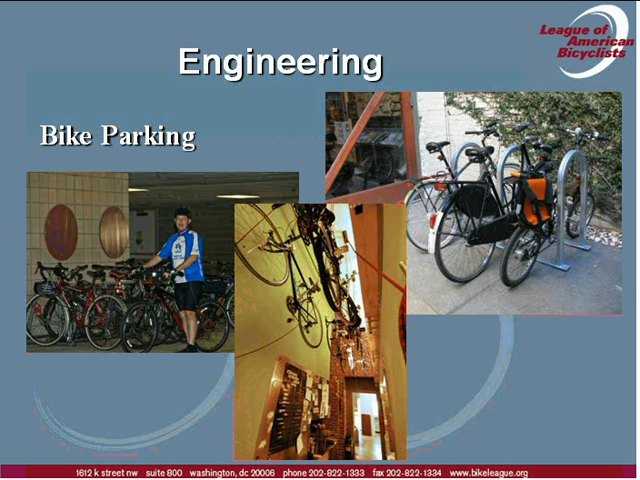 Engineering
League of
American
Bicyclists
Bike Parking
1612 k street nw suite 800 washington, dc 20006 phone 202-822-1333 fax 202-822-1334 www.bikeleague.org